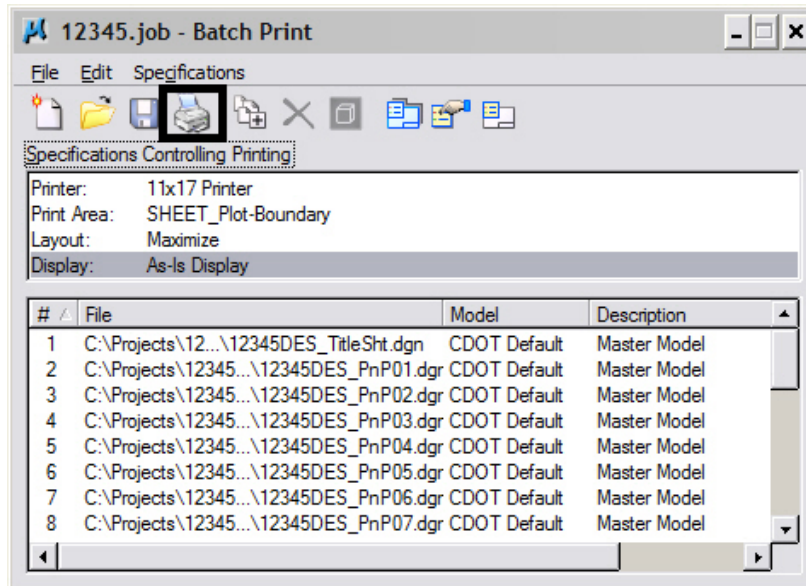 12345.job - Batch Print
File Edit Specifications
Specifications Controlling Printing
Printer: 11x17 Printer
Print Area: SHEET_Plot-Boundary
Layout: Maximize
Display: As-Is Display
# File Model Description
1 C:\Projects\12...\12345DES_TitleSht.dgn CDOT Default Master Model
2 C:\Projects\12345...\12345DES_PnP01.dgr CDOT Default Master Model
3 C:\Projects\12345...\12345DES_PnP02.dgr CDOT Default Master Model
4 C:\Projects\12345...\12345DES_PnP03.dgr CDOT Default Master Model
5 C:\Projects\12345...\12345DES_PnP04.dgr CDOT Default Master Model
6 C:\Projects\12345...\12345DES_PnP05.dgr CDOT Default Master Model
7 C:\Projects\12345...\12345DES_PnP06.dgr CDOT Default Master Model
8 C:\Projects\12345...\12345DES_PnP07.dgr CDOT Default Master Model